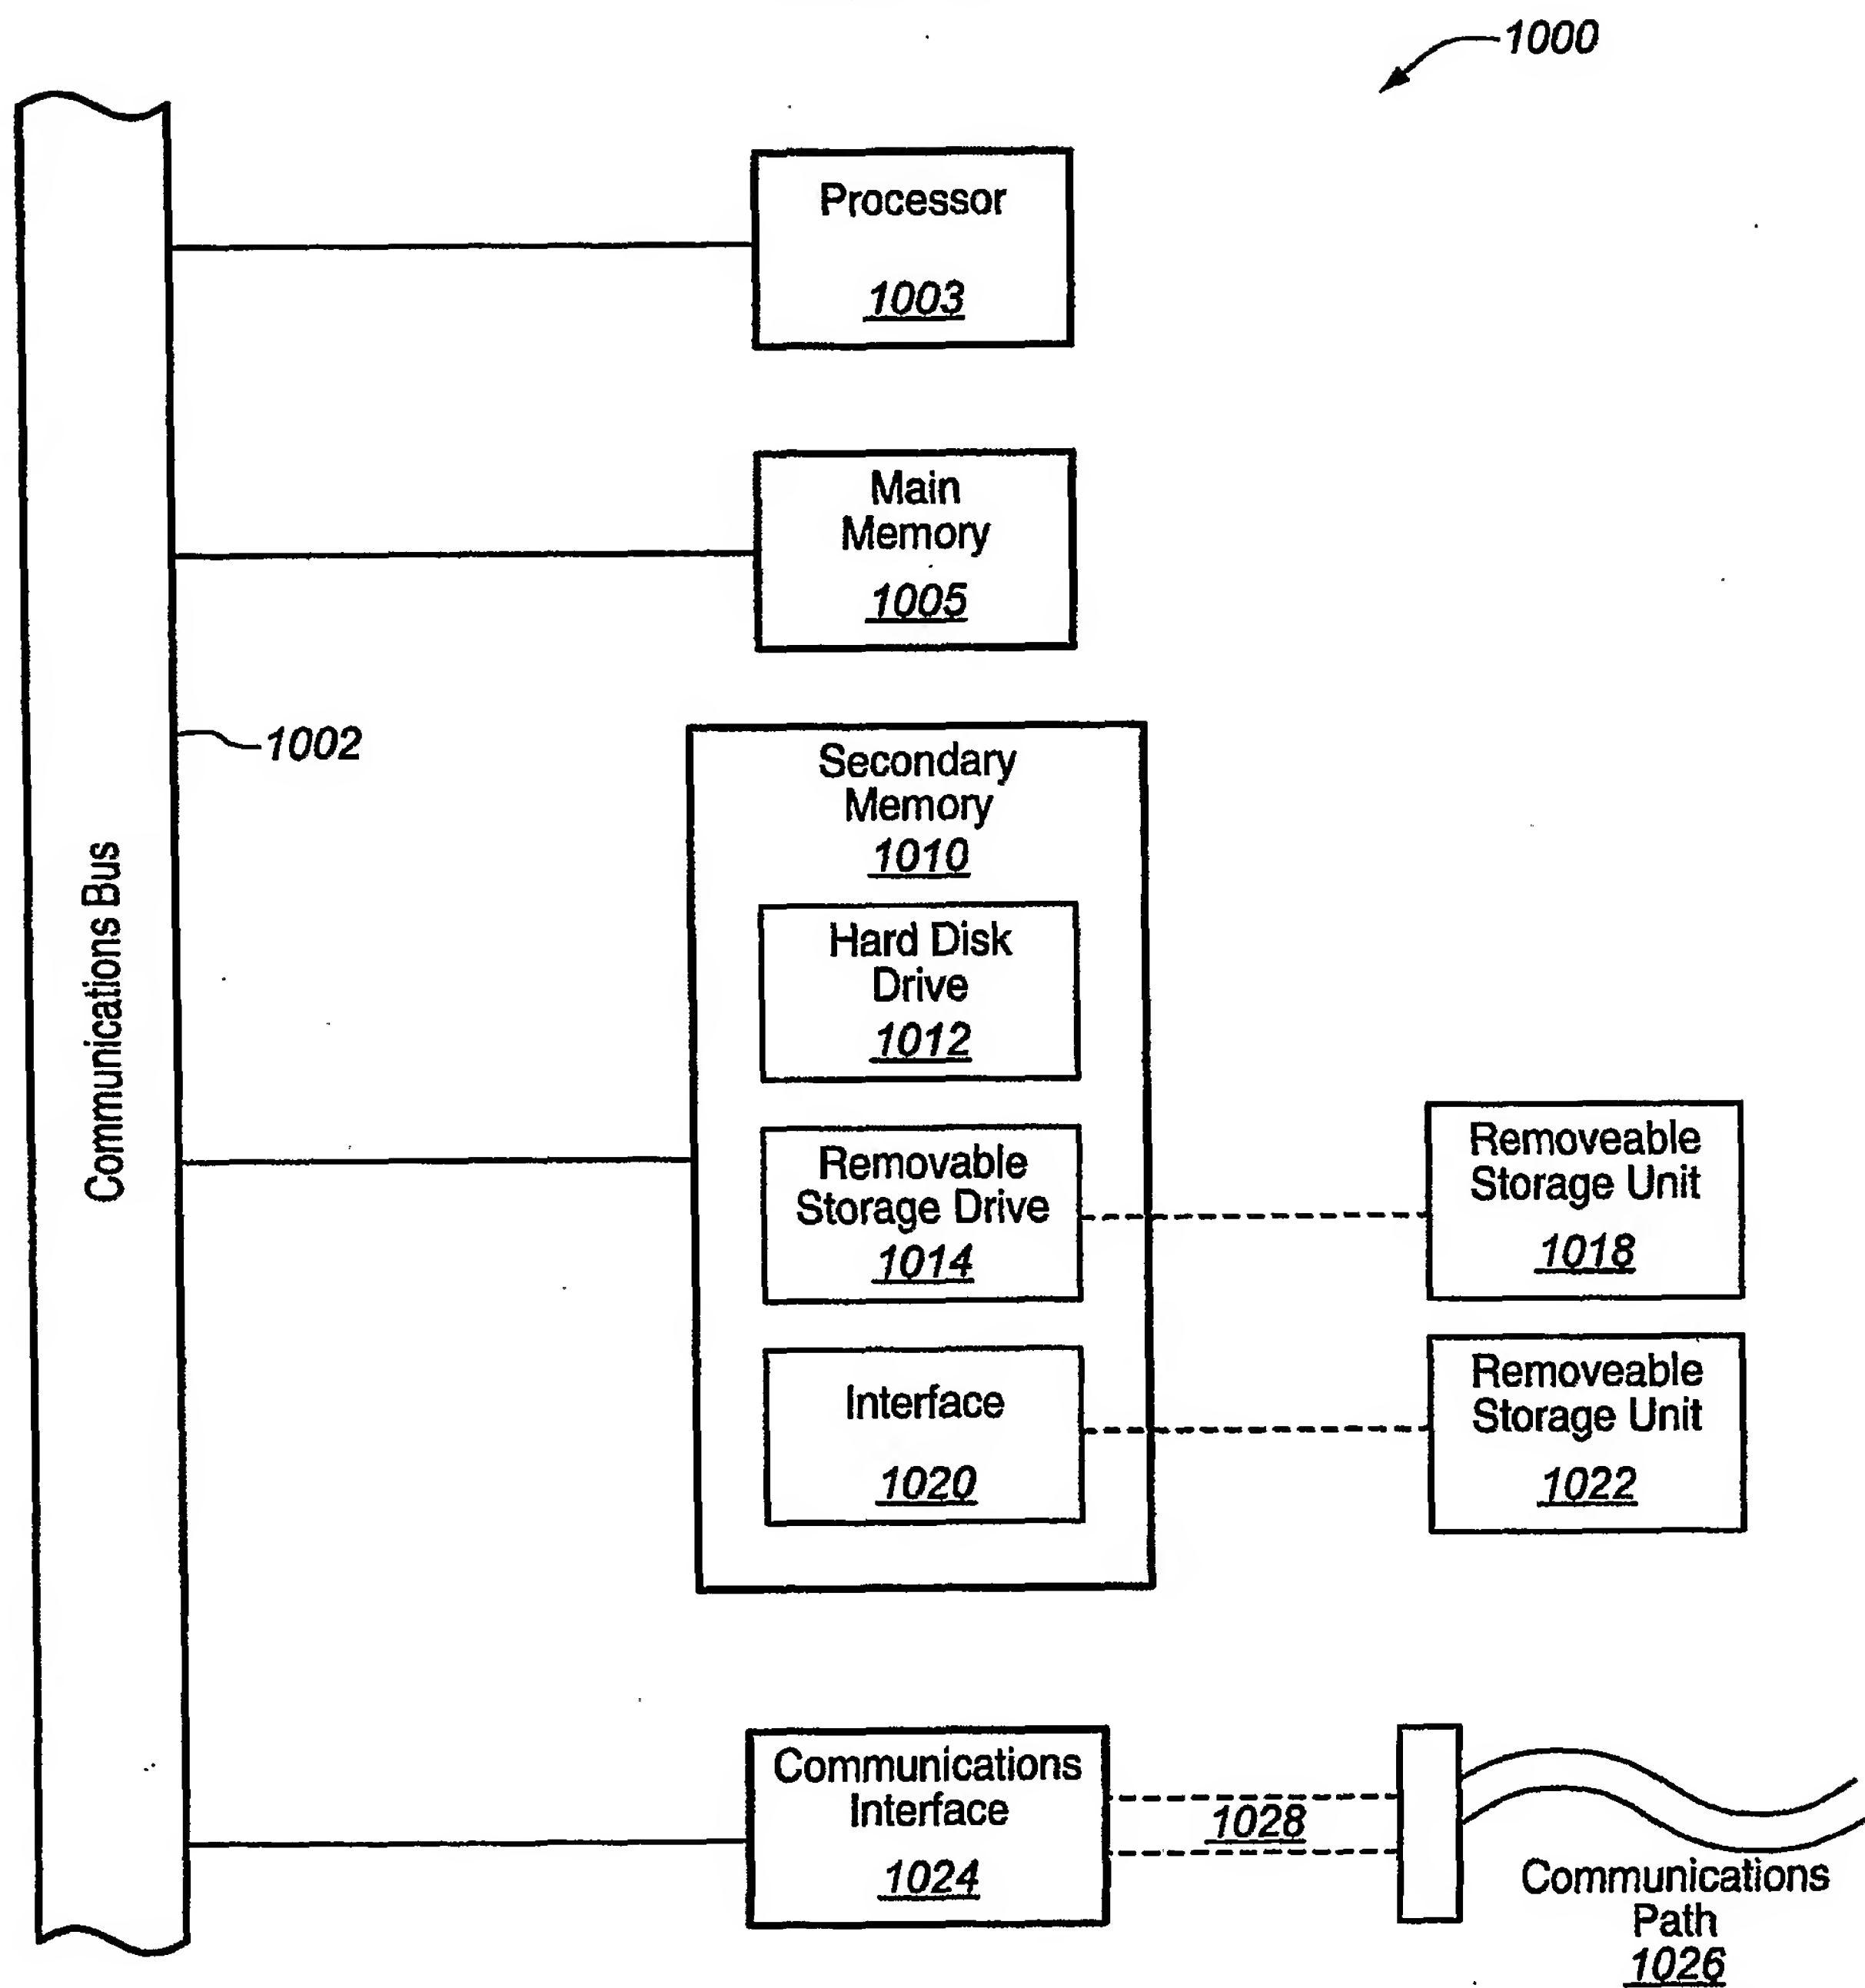 1000
Processor
1003
Main
Memory
1005
1002
Communications Bus
Secondary
Memory
1010
Hard Disk
Drive
1012
Removable
Storage Drive
1014
Removeable
Storage Unit
1018
Interface
1020
Removeable
Storage Unit
1022
Communications
Interface
1024
1028
Communications
Path
1026